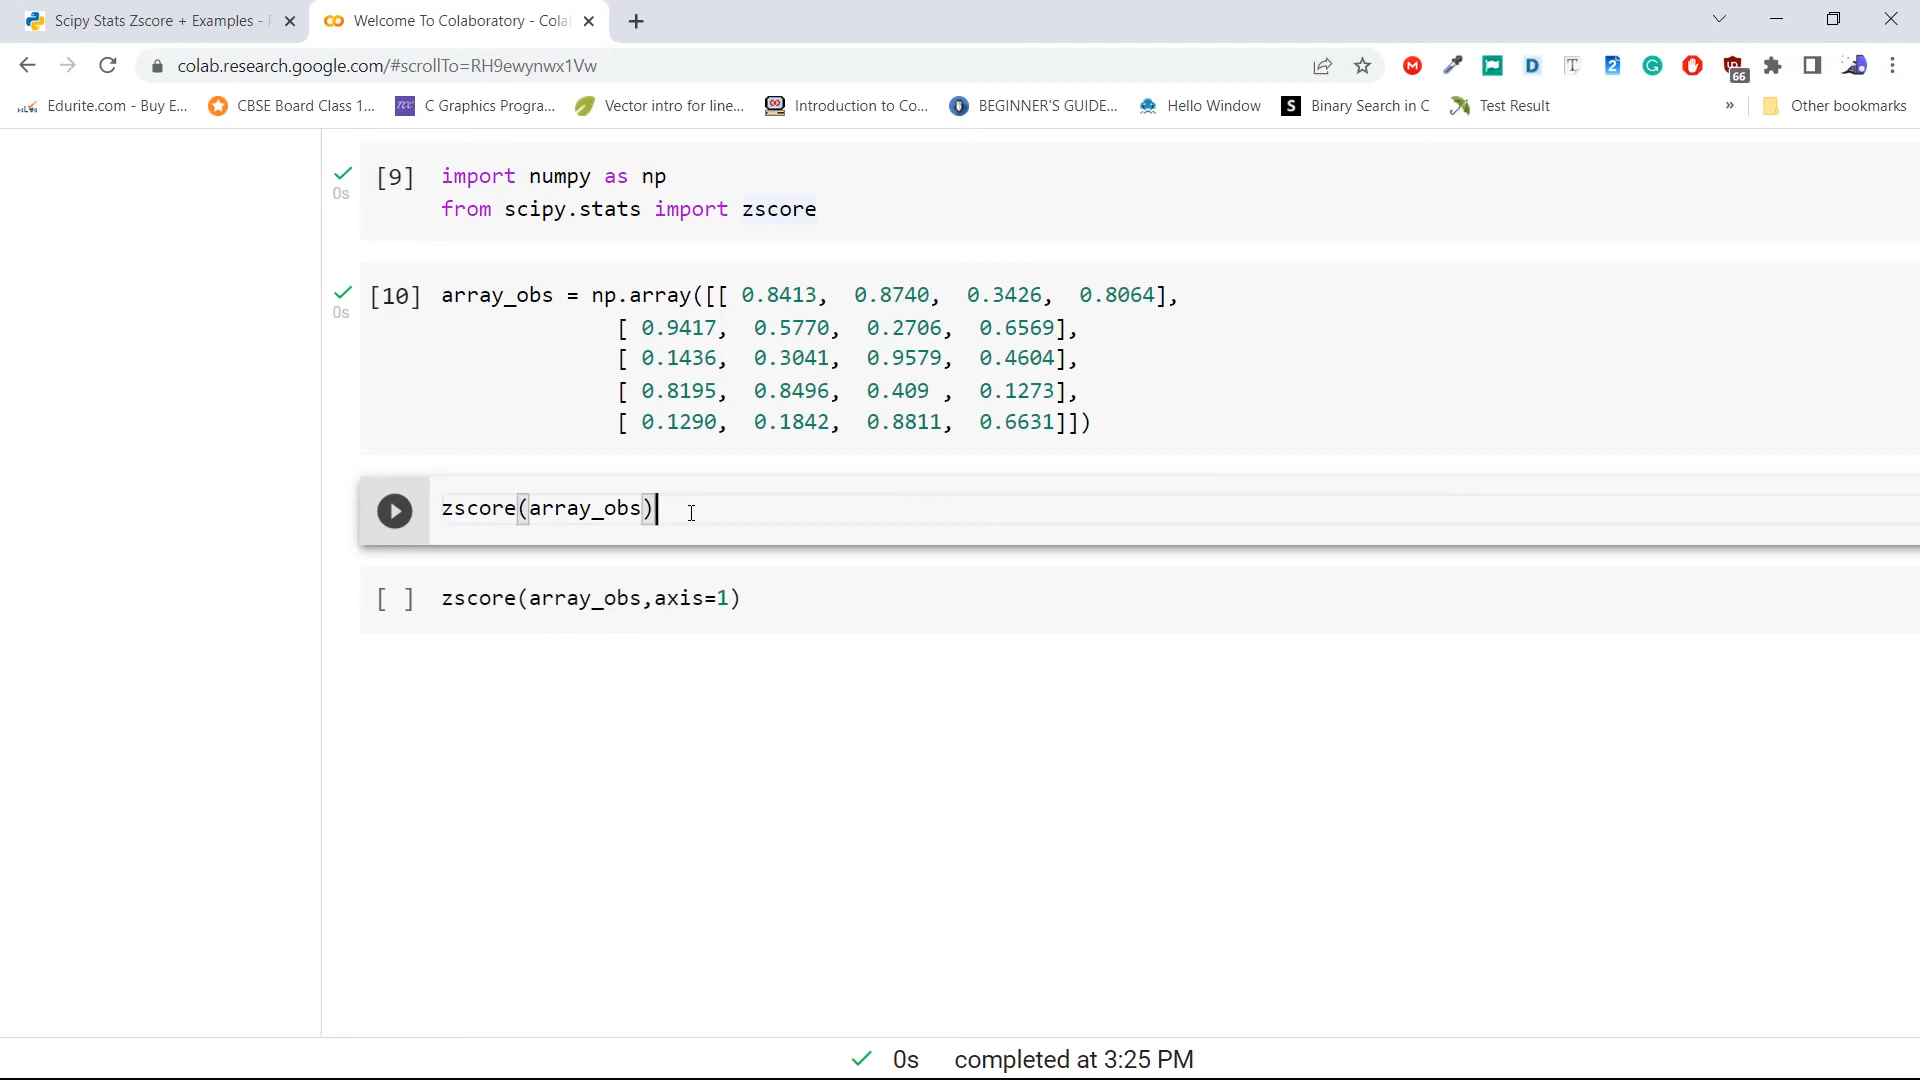 Scipy Stats Zscore + Examples -
Welcome To Colaboratory - Cola
colab.research.google.com/#scrollTo=RH9ewynwx1Vw
66
Edurite.com - Buy E...
CBSE Board Class 1...
C Graphics Progra...
Vector intro for line...
Introduction to Co...
BEGINNER'S GUIDE...
Hello Window
Binary Search in C
Test Result
»
Other bookmarks
[9] import numpy as np
0s
from scipy.stats import zscore
[10] array_obs = np.array([[ 0.8413, 0.8740, 0.3426, 0.8064],
0s
[ 0.9417, 0.5770, 0.2706, 0.6569],
[ 0.1436, 0.3041, 0.9579, 0.4604],
[ 0.8195, 0.8496, 0.409 , 0.1273],
[ 0.1290, 0.1842, 0.8811, 0.6631]])
zscore(array_obs)
[ ] zscore(array_obs,axis=1)
0s completed at 3:25 PM